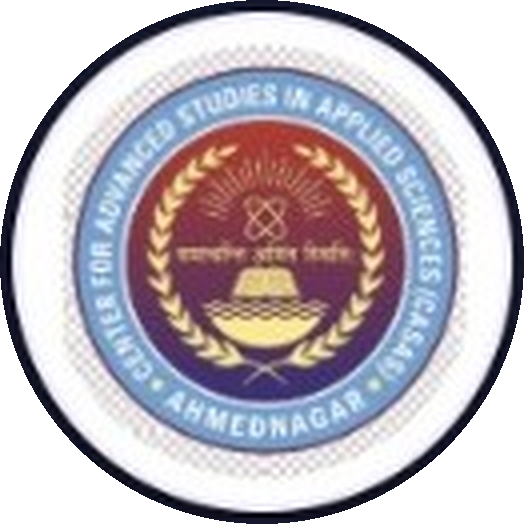 CENTER FOR ADVANCED STUDIES IN APPLIED SCIENCES (CASAS)
AHMEDNAGAR